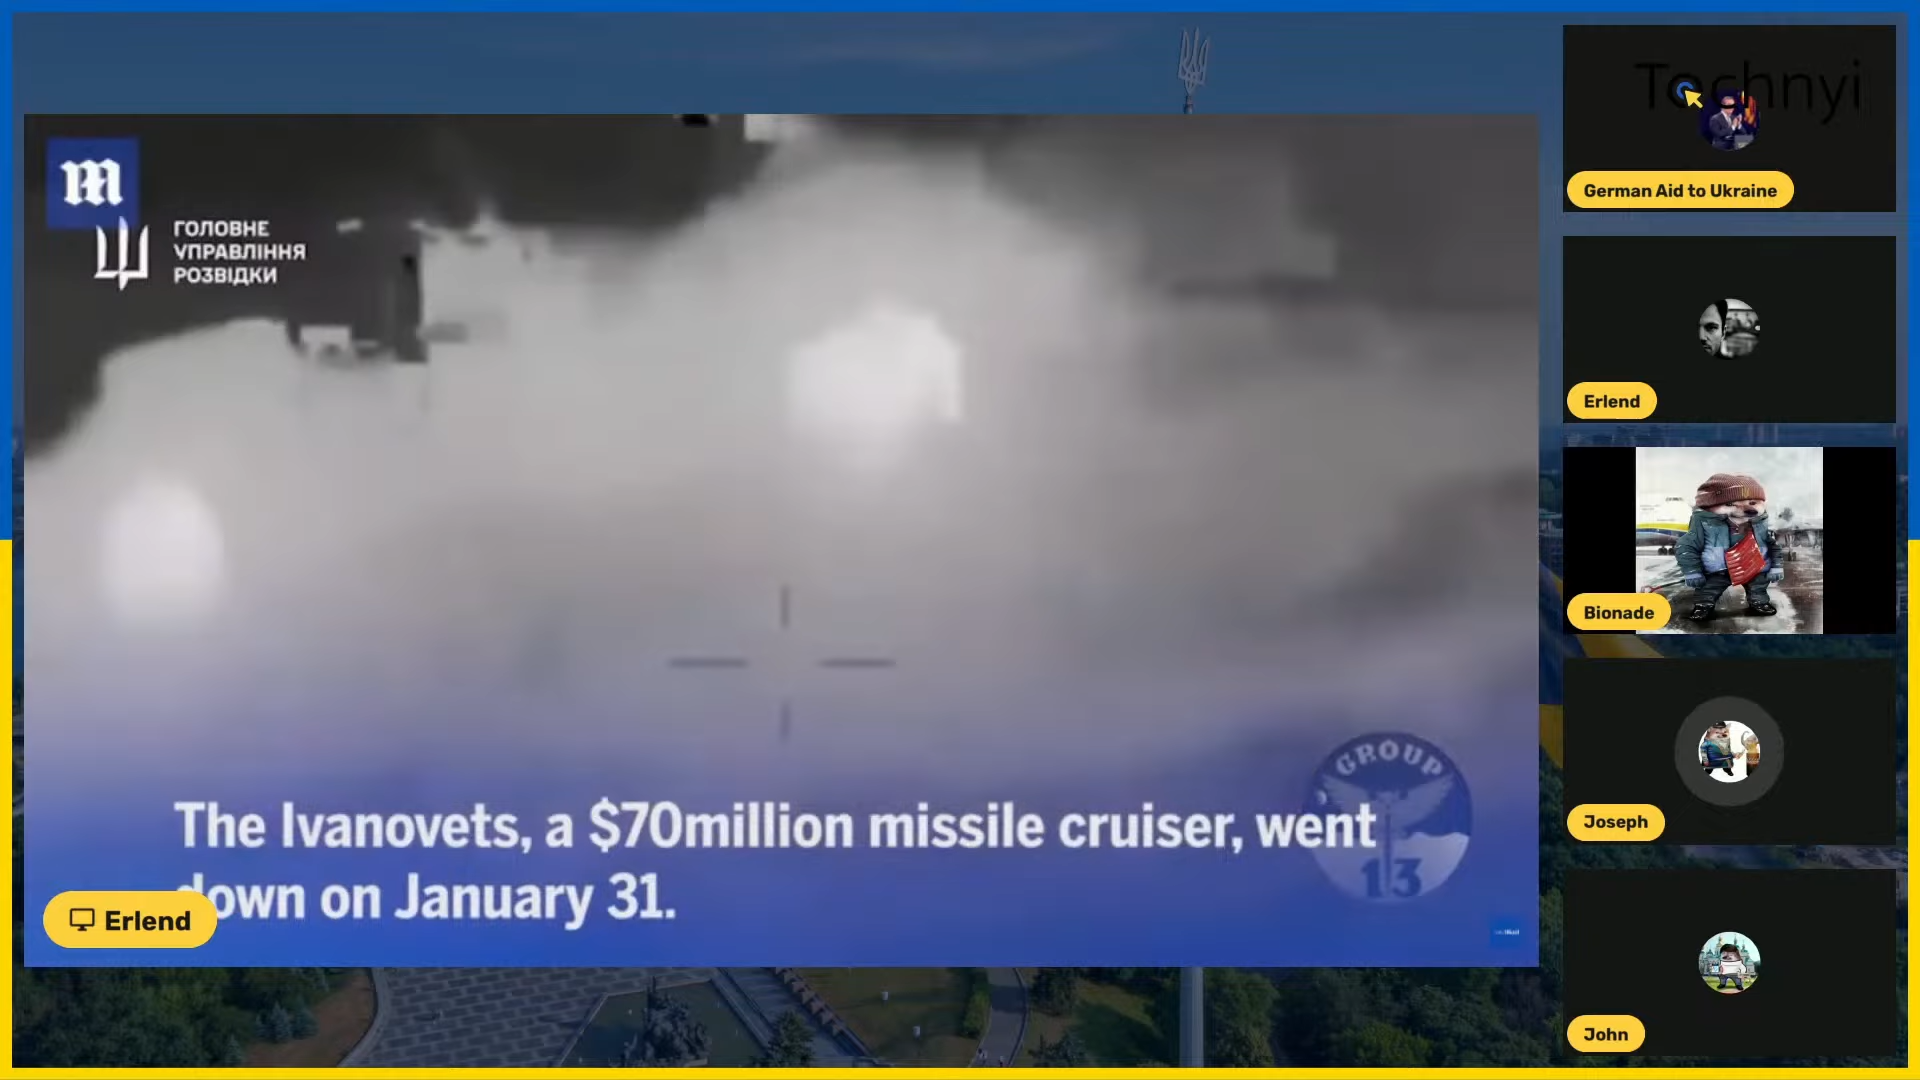 Technyi
German Aid to Ukraine
ГОЛОВНЕ
УПРАВЛІННЯ
РОЗВІДКИ
Erlend
Bionade
GROUP
13
The Ivanovets, a $70million missile cruiser, went
down on January 31.
Erlend
Joseph
John